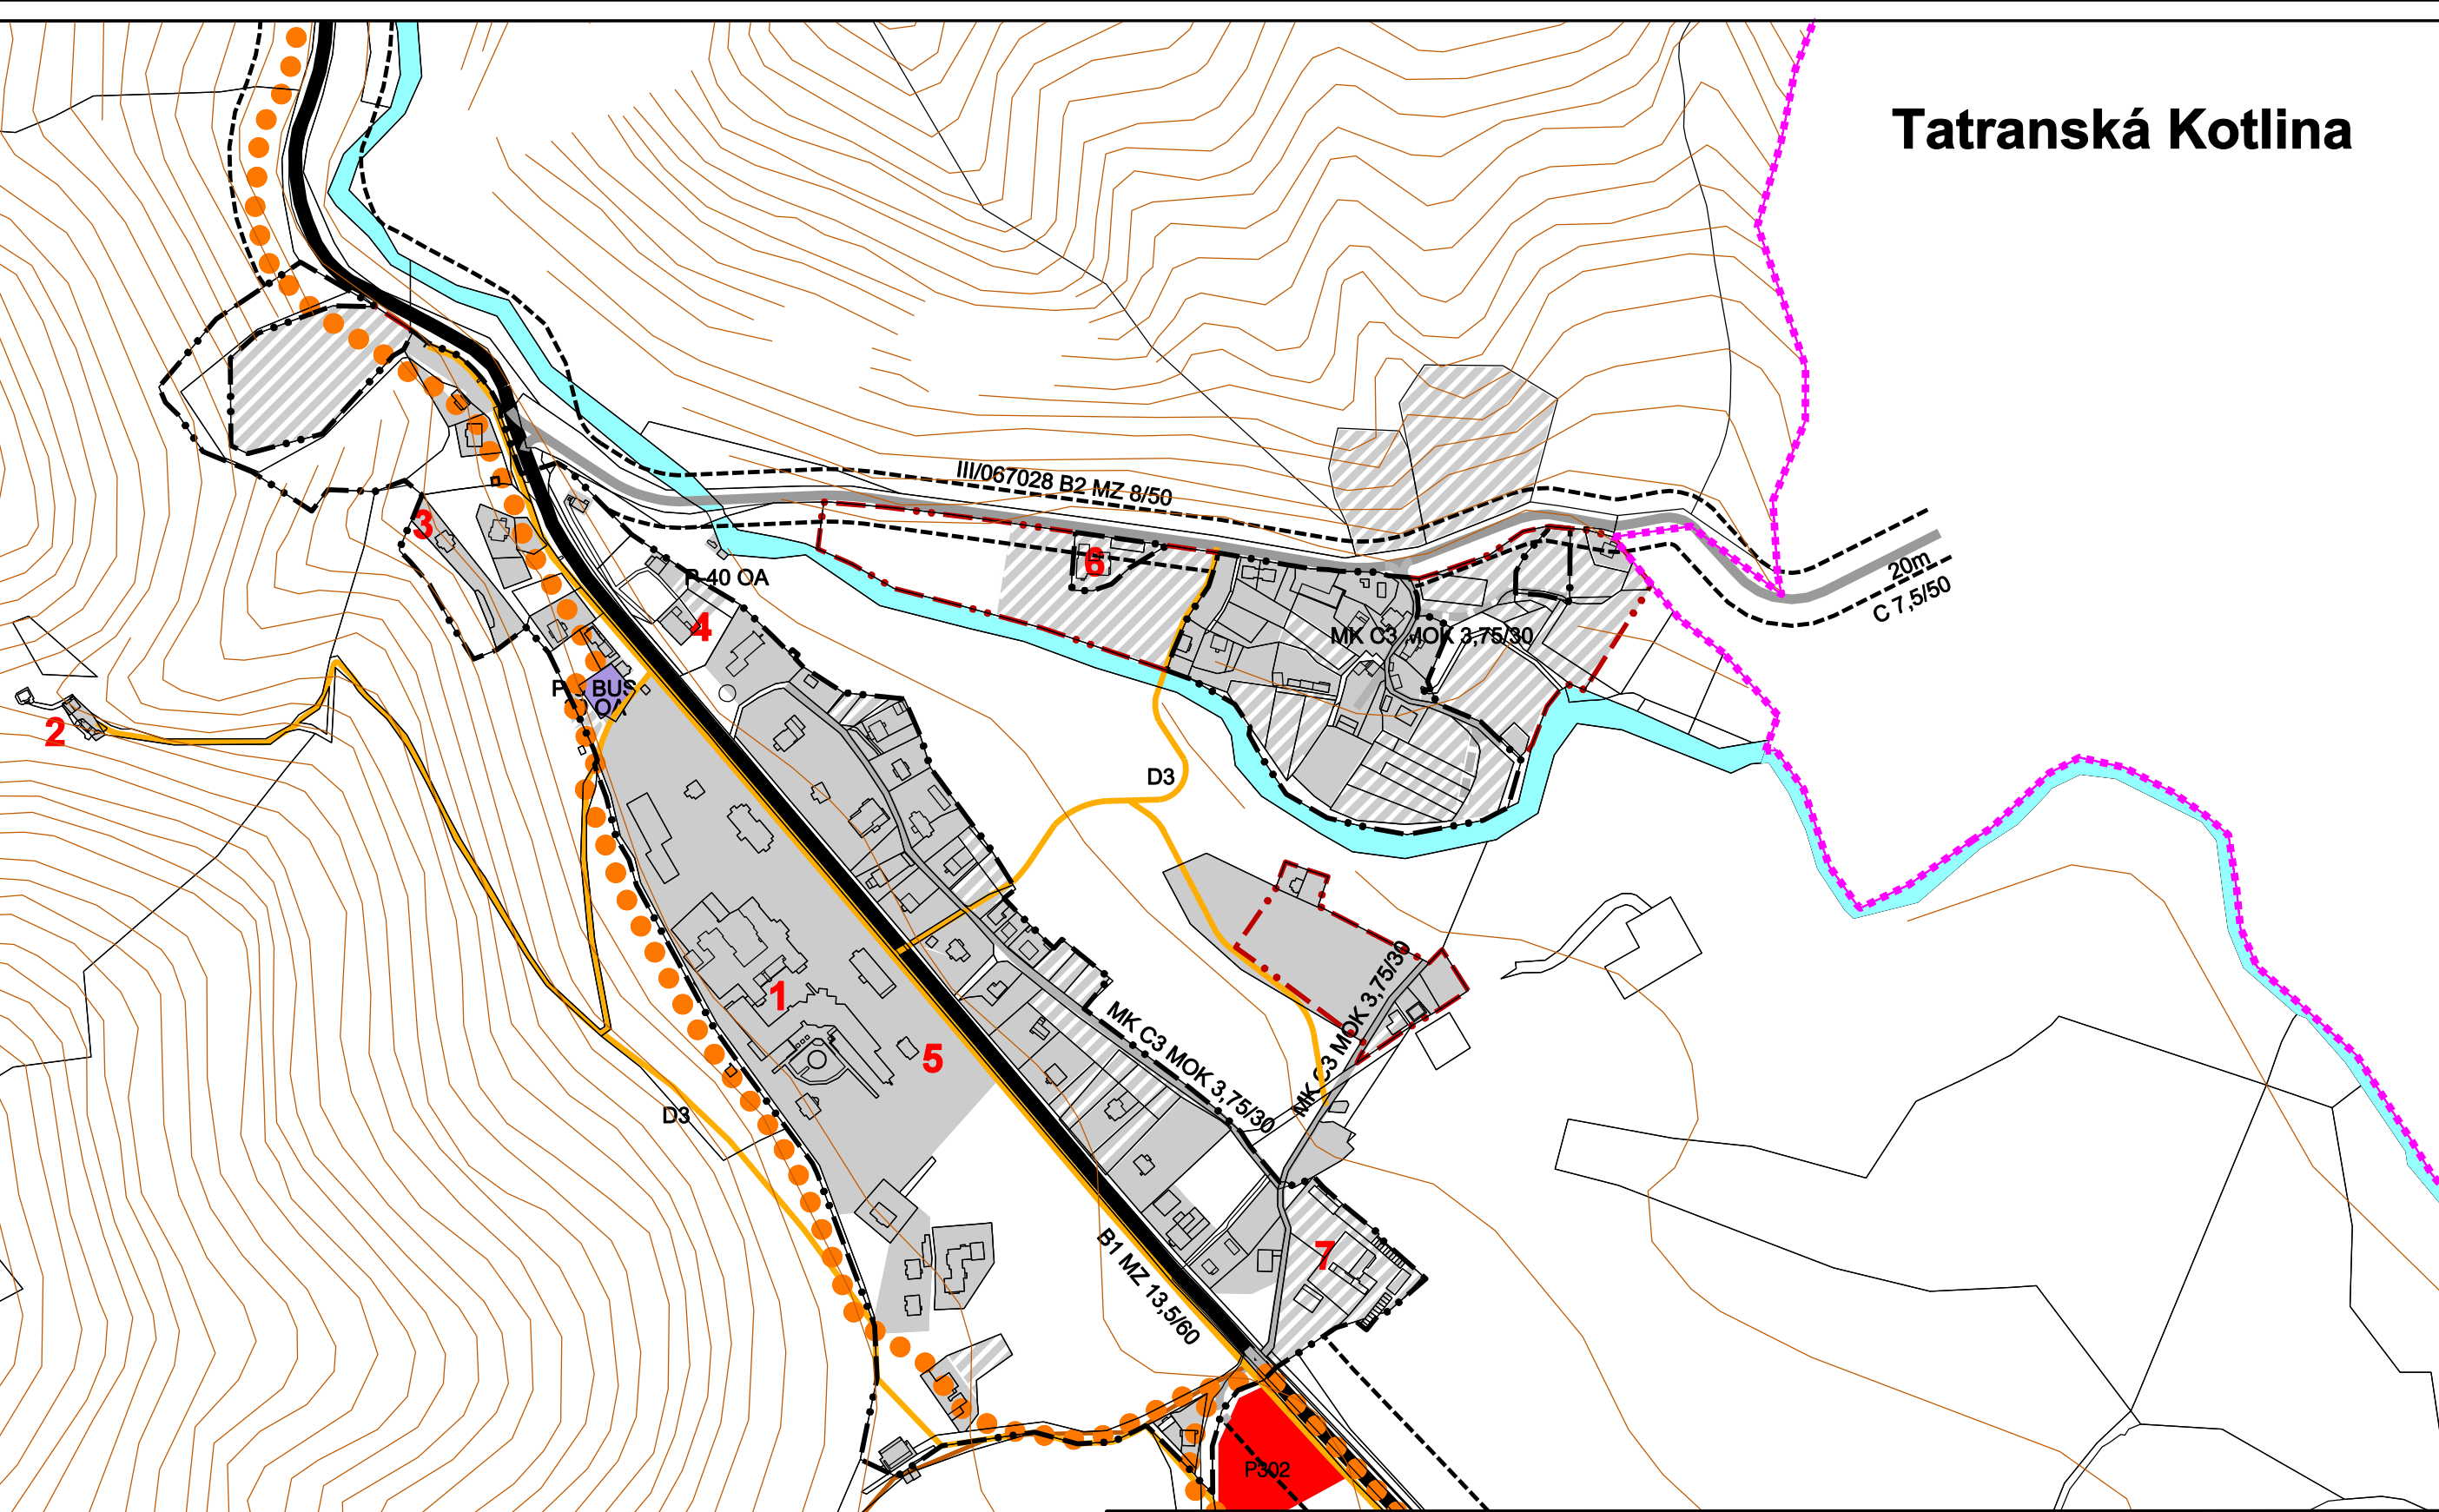 Tatranská Kotlina
III/067028 B2 MZ 8/50
20m
C 7,5/50
3
6
P-40 OA
4
MK C3 MOK 3,75/30
BUS
OA
2
D3
1
5
MK C3 MOK 3,75/30
MK C3 MOK 3,75/30
D3
7
B1 MZ 13,5/60
P302